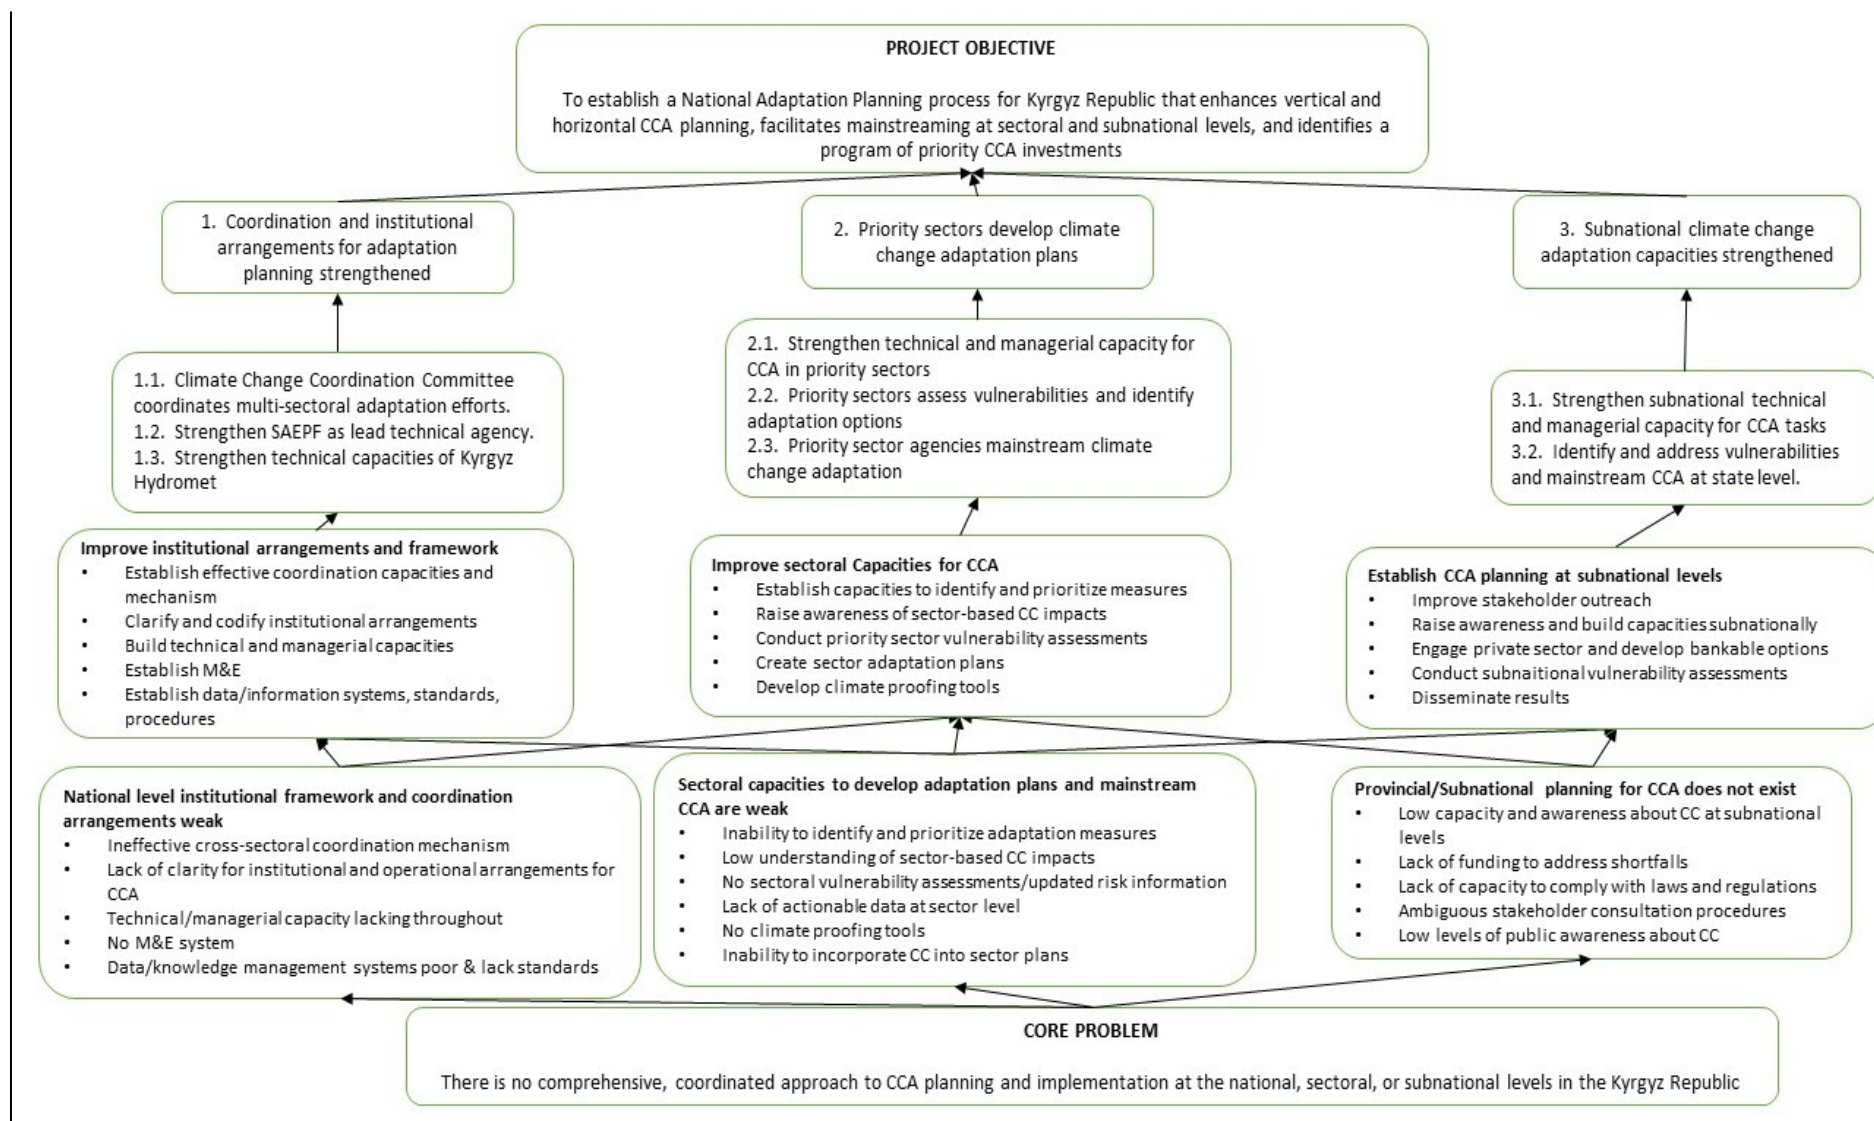 PROJECT OBJECTIVE
To establish a National Adaptation Planning process for Kyrgyz Republic that enhances vertical and
horizontal CCA planning, facilitates mainstreaming at sectoral and subnational levels, and identifies a
program of priority CCA investments
1. Coordination and institutional
arrangements for adaptation
planning strengthened
2. Priority sectors develop climate
change adaptation plans
3. Subnational climate change
adaptation capacities strengthened
1.1. Climate Change Coordination Committee
coordinates multi-sectoral adaptation efforts.
1.2. Strengthen SAEPF as lead technical agency.
1.3. Strengthen technical capacities of Kyrgyz
Hydromet
2.1. Strengthen technical and managerial capacity for
CCA in priority sectors
2.2. Priority sectors assess vulnerabilities and identify
adaptation options
2.3. Priority sector agencies mainstream climate
change adaptation
3.1. Strengthen subnational technical
and managerial capacity for CCA tasks
3.2. Identify and address vulnerabilities
and mainstream CCA at state level.
Improve institutional arrangements and framework
• Establish effective coordination capacities and
mechanism
• Clarify and codify institutional arrangements
• Build technical and managerial capacities
• Establish M&E
• Establish data/information systems, standards,
procedures
Improve sectoral Capacities for CCA
• Establish capacities to identify and prioritize measures
• Raise awareness of sector-based CC impacts
• Conduct priority sector vulnerability assessments
• Create sector adaptation plans
• Develop climate proofing tools
Establish CCA planning at subnational levels
• Improve stakeholder outreach
• Raise awareness and build capacities subnationally
• Engage private sector and develop bankable options
• Conduct subnaitional vulnerability assessments
• Disseminate results
National level institutional framework and coordination
arrangements weak
• Ineffective cross-sectoral coordination mechanism
• Lack of clarity for institutional and operational arrangements for
CCA
• Technical/managerial capacity lacking throughout
• No M&E system
• Data/knowledge management systems poor & lack standards
Sectoral capacities to develop adaptation plans and mainstream
CCA are weak
• Inability to identify and prioritize adaptation measures
• Low understanding of sector-based CC impacts
• No sectoral vulnerability assessments/updated risk information
• Lack of actionable data at sector level
• No climate proofing tools
• Inability to incorporate CC into sector plans
Provincial/Subnational planning for CCA does not exist
• Low capacity and awareness about CC at subnational
levels
• Lack of funding to address shortfalls
• Lack of capacity to comply with laws and regulations
• Ambiguous stakeholder consultation procedures
• Low levels of public awareness about CC
CORE PROBLEM
There is no comprehensive, coordinated approach to CCA planning and implementation at the national, sectoral, or subnational levels in the Kyrgyz Republic